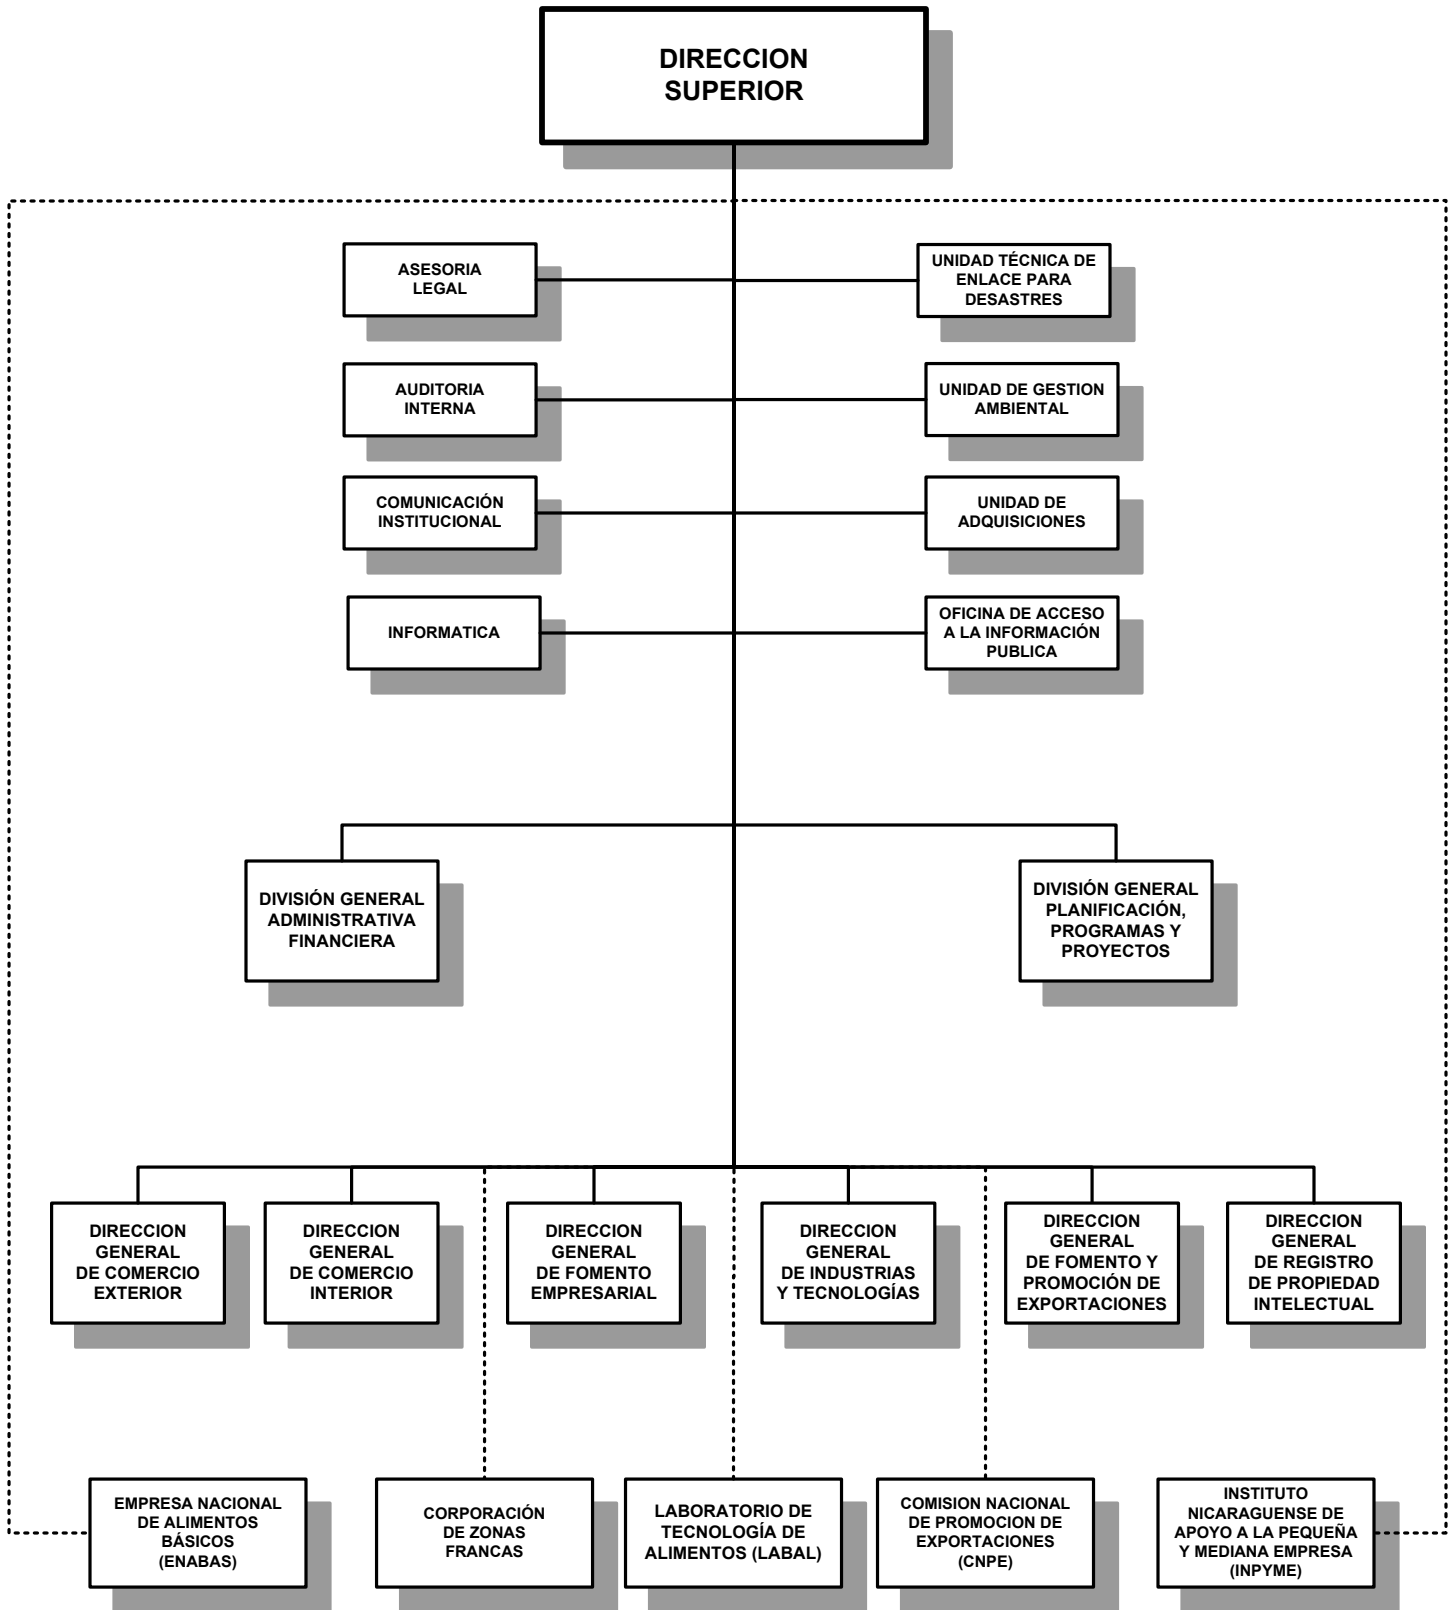 DIRECCION
SUPERIOR
ASESORIA
LEGAL
UNIDAD TÉCNICA DE
ENLACE PARA
DESASTRES
AUDITORIA
INTERNA
UNIDAD DE GESTION
AMBIENTAL
COMUNICACIÓN
INSTITUCIONAL
UNIDAD DE
ADQUISICIONES
INFORMATICA
OFICINA DE ACCESO
A LA INFORMACIÓN
PUBLICA
DIVISIÓN GENERAL
ADMINISTRATIVA
FINANCIERA
DIVISIÓN GENERAL
PLANIFICACIÓN,
PROGRAMAS Y
PROYECTOS
DIRECCION
GENERAL
DE COMERCIO
EXTERIOR
DIRECCION
GENERAL
DE COMERCIO
INTERIOR
DIRECCION
GENERAL
DE FOMENTO
EMPRESARIAL
DIRECCION
GENERAL
DE INDUSTRIAS
Y TECNOLOGÍAS
DIRECCION
GENERAL
DE FOMENTO Y
PROMOCIÓN DE
EXPORTACIONES
DIRECCION
GENERAL
DE REGISTRO
DE PROPIEDAD
INTELECTUAL
EMPRESA NACIONAL
DE ALIMENTOS
BÁSICOS
(ENABAS)
CORPORACIÓN
DE ZONAS
FRANCAS
LABORATORIO DE
TECNOLOGÍA DE
ALIMENTOS (LABAL)
COMISION NACIONAL
DE PROMOCION DE
EXPORTACIONES
(CNPE)
INSTITUTO
NICARAGUENSE DE
APOYO A LA PEQUEÑA
Y MEDIANA EMPRESA
(INPYME)